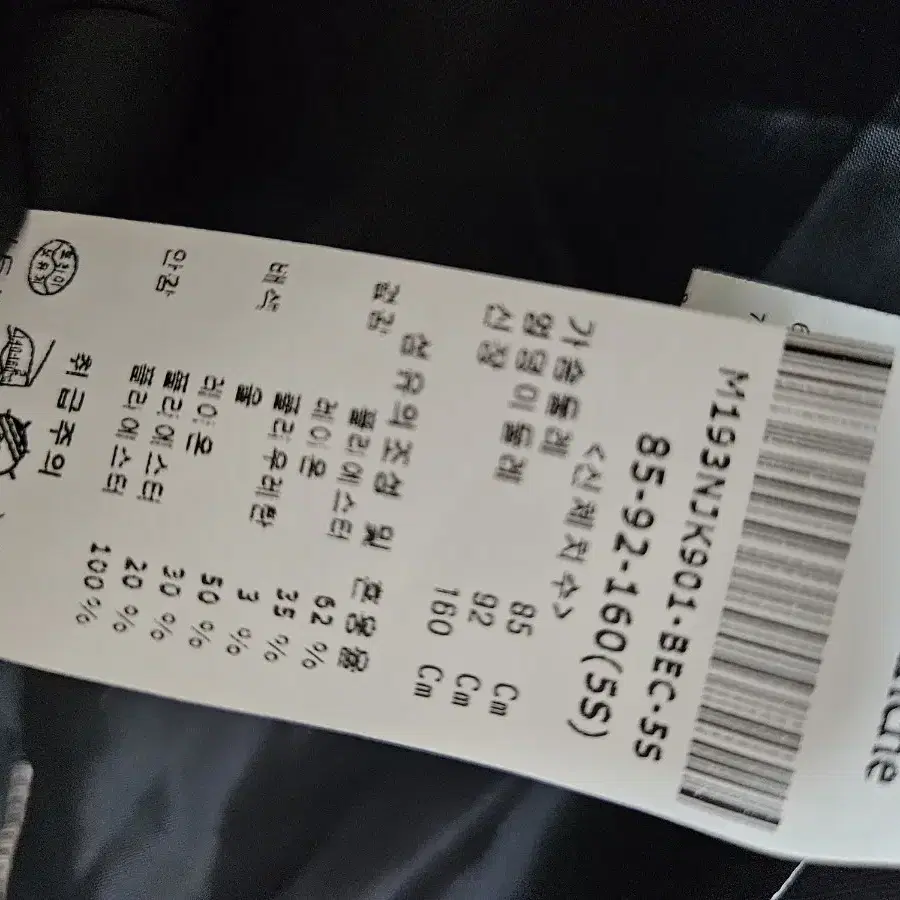 M193NJK901-BEC-5S
85-92-160(5S)
<신체치수>
가슴둘레 85 Cm
엉덩이둘레 92 Cm
신장 160 Cm
섬유의 조성 및 혼용율
겉감 폴리에스터 62 %
레이온 35 %
폴리우레탄 3 %
배색 울 50 %
레이온 30 %
폴리에스터 20 %
안감 폴리에스터 100 %
취급주의